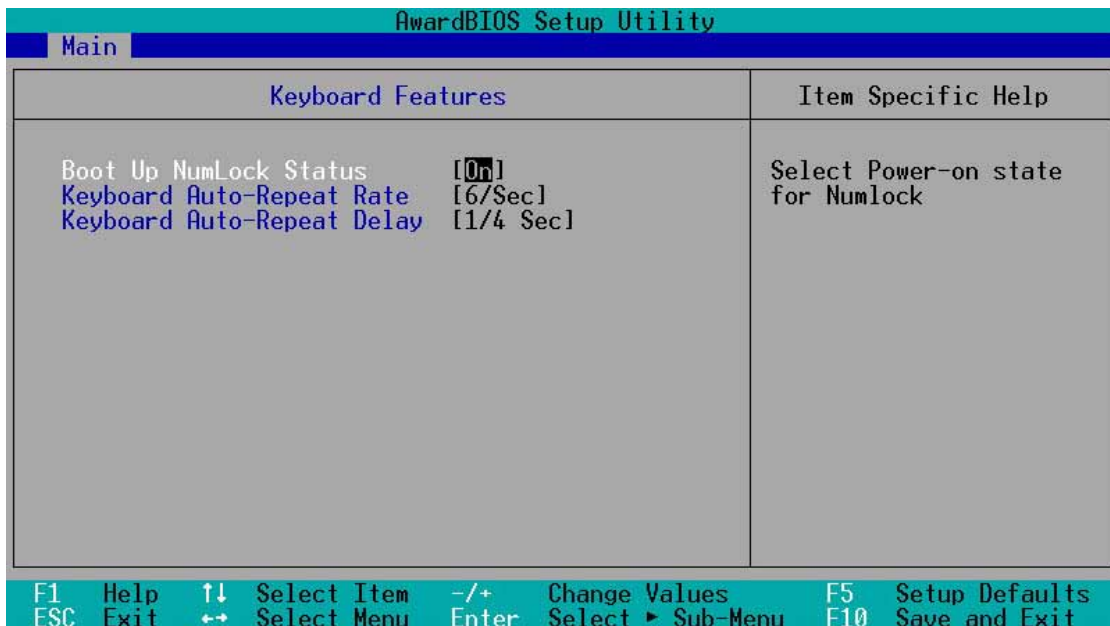 AwardBIOS Setup Utility
Main
Keyboard Features
Item Specific Help
Boot Up NumLock Status [On]
Keyboard Auto-Repeat Rate [6/Sec]
Keyboard Auto-Repeat Delay [1/4 Sec]
Select Power-on state
for Numlock
F1 Help ↑↓ Select Item -/+ Change Values F5 Setup Defaults
ESC Exit ←→ Select Menu Enter Select ► Sub-Menu F10 Save and Exit